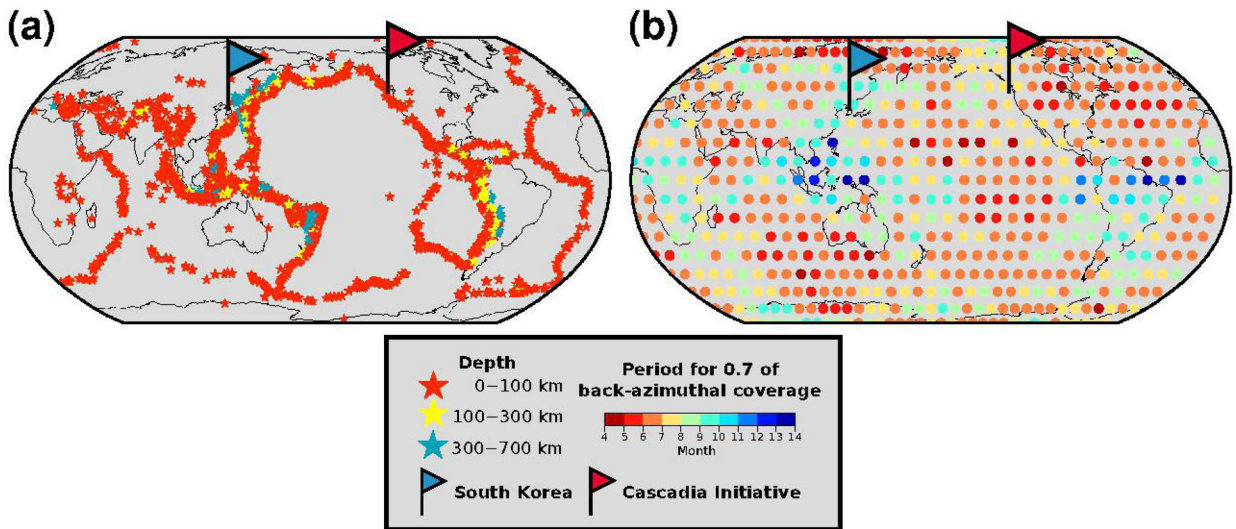 (a)
(b)
Depth
0–100 km
100–300 km
300–700 km
Period for 0.7 of
back-azimuthal coverage
4 5 6 7 8 9 10 11 12 13 14
Month
South Korea
Cascadia Initiative